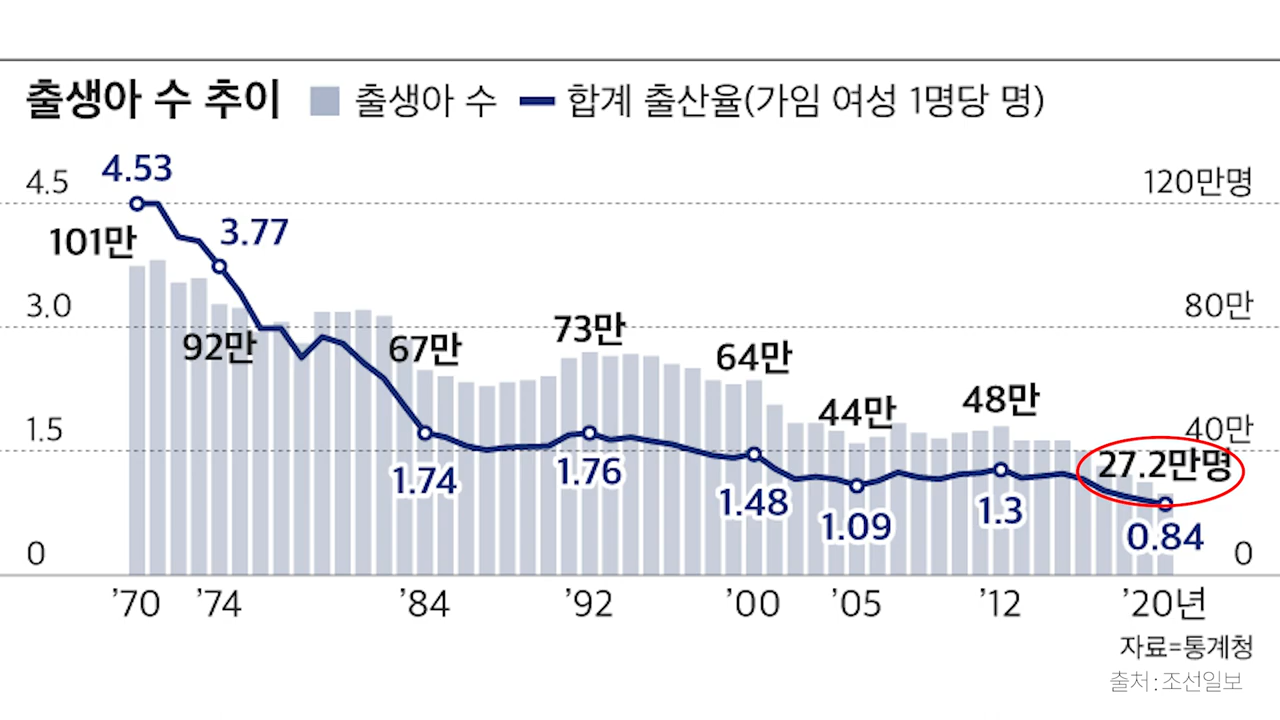 출생아 수 추이 출생아 수 합계 출산율(가임 여성 1명당 명)
4.53
4.5 120만명
101만 3.77
3.0 80만
92만 67만 73만 64만
44만 48만
1.5 40만
27.2만명
1.74 1.76 1.48 1.09 1.3 0.84
0 0
’70 ’74 ’84 ’92 ’00 ’05 ’12 ’20년
자료=통계청
출처 : 조선일보